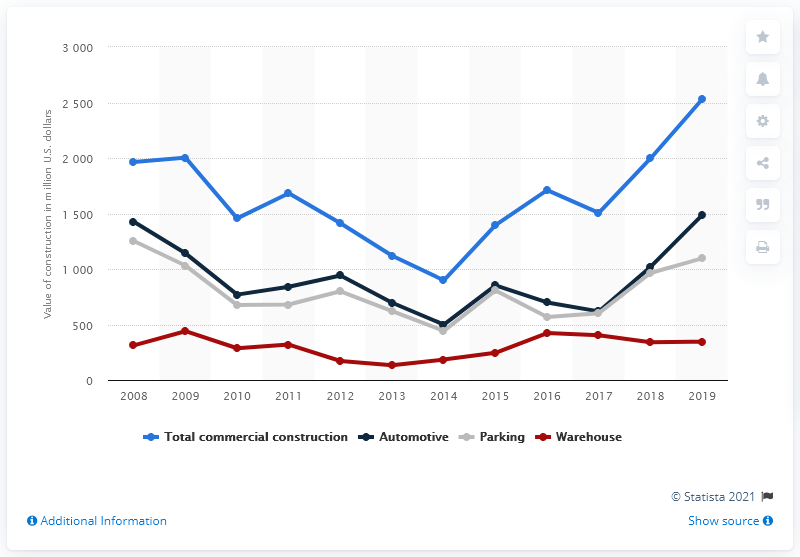 3 000
2 500
2 000
1 500
1 000
500
0
Value of construction in million U.S. dollars
2008 2009 2010 2011 2012 2013 2014 2015 2016 2017 2018 2019
Total commercial construction Automotive Parking Warehouse
© Statista 2021
Additional Information Show source